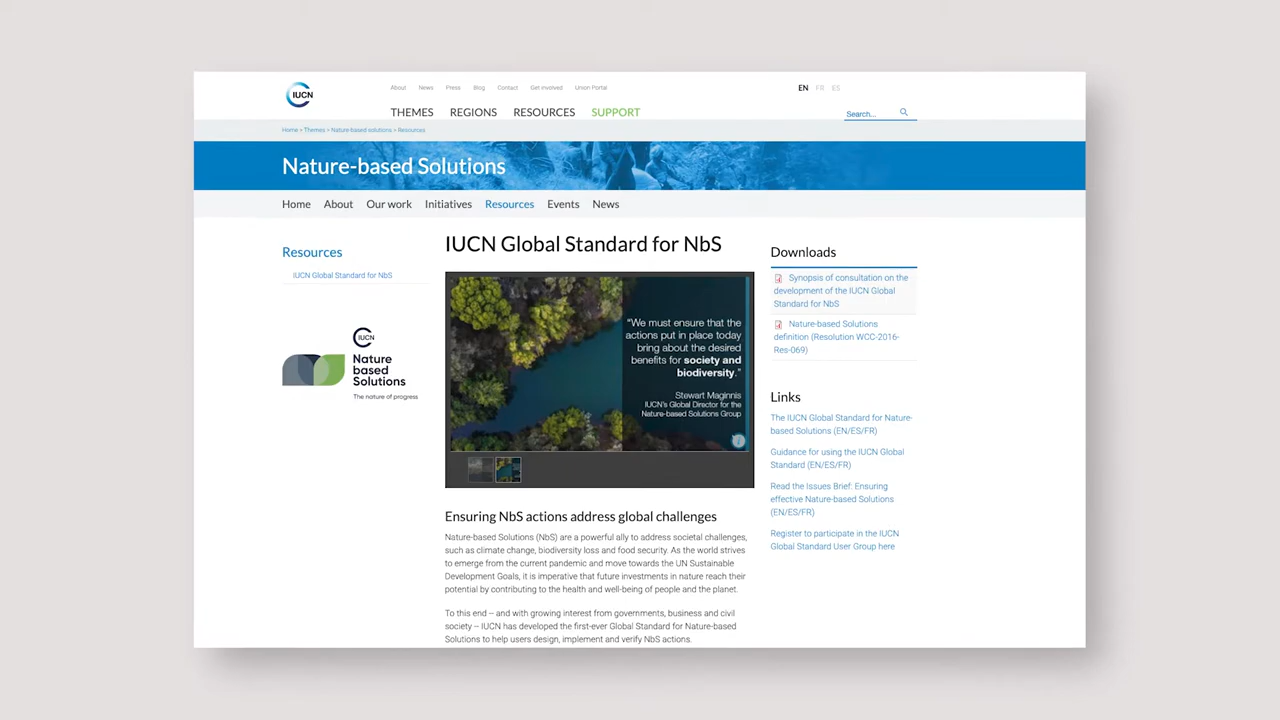 IUCN
About News Press Blog Contact Get involved Union Portal
EN FR ES
THEMES REGIONS RESOURCES SUPPORT
Search...
Home > Themes > Nature-based solutions > Resources
Nature-based Solutions
Home About Our work Initiatives Resources Events News
Resources
IUCN Global Standard for NbS
IUCN
Nature
based
Solutions
The nature of progress
IUCN Global Standard for NbS
"We must ensure that the
actions put in place today
bring about the desired
benefits for society and
biodiversity."
Stewart Maginnis
IUCN's Global Director for the
Nature-based Solutions Group
i
Ensuring NbS actions address global challenges
Nature-based Solutions (NbS) are a powerful ally to address societal challenges,
such as climate change, biodiversity loss and food security. As the world strives
to emerge from the current pandemic and move towards the UN Sustainable
Development Goals, it is imperative that future investments in nature reach their
potential by contributing to the health and well-being of people and the planet.
To this end – and with growing interest from governments, business and civil
society – IUCN has developed the first-ever Global Standard for Nature-based
Solutions to help users design, implement and verify NbS actions.
Downloads
Synopsis of consultation on the
development of the IUCN Global
Standard for NbS
Nature-based Solutions
definition (Resolution WCC-2016-
Res-069)
Links
The IUCN Global Standard for Nature-
based Solutions (EN/ES/FR)
Guidance for using the IUCN Global
Standard (EN/ES/FR)
Read the Issues Brief: Ensuring
effective Nature-based Solutions
(EN/ES/FR)
Register to participate in the IUCN
Global Standard User Group here